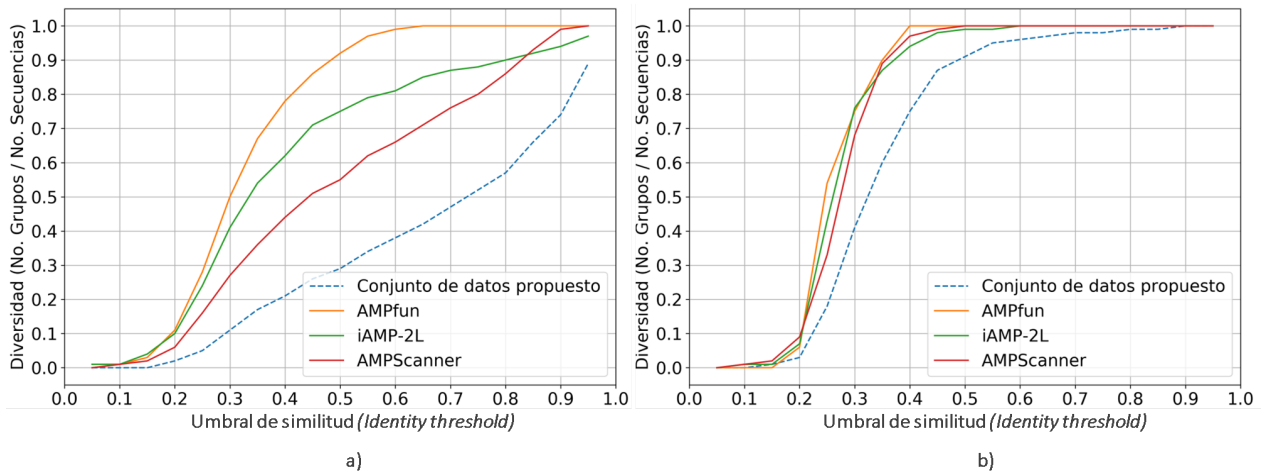 1.0
0.9
0.8
0.7
0.6
0.5
0.4
0.3
0.2
0.1
0.0
Diversidad (No. Grupos / No. Secuencias)
Conjunto de datos propuesto
AMPfun
iAMP-2L
AMPScanner
0.0 0.1 0.2 0.3 0.4 0.5 0.6 0.7 0.8 0.9 1.0
Umbral de similitud (Identity threshold)
a)
1.0
0.9
0.8
0.7
0.6
0.5
0.4
0.3
0.2
0.1
0.0
Diversidad (No. Grupos / No. Secuencias)
Conjunto de datos propuesto
AMPfun
iAMP-2L
AMPScanner
0.0 0.1 0.2 0.3 0.4 0.5 0.6 0.7 0.8 0.9 1.0
Umbral de similitud (Identity threshold)
b)